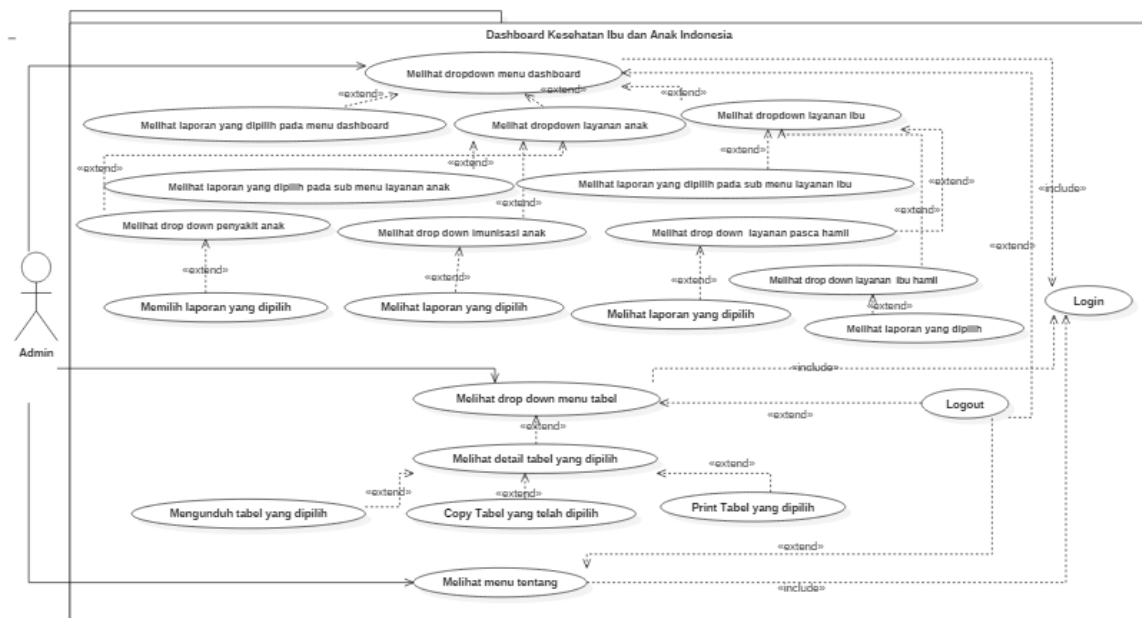 Dashboard Kesehatan Ibu dan Anak Indonesia
Melihat dropdown menu dashboard
«extend»
«extend»
«extend»
Melihat laporan yang dipilih pada menu dashboard
Melihat dropdown layanan anak
Melihat dropdown layanan ibu
«extend»
«extend»
«extend»
«extend»
Melihat laporan yang dipilih pada sub menu layanan anak
Melihat laporan yang dipilih pada sub menu layanan ibu
«include»
«extend»
«extend»
Melihat drop down penyakit anak
Melihat drop down imunisasi anak
Melihat drop down layanan pasca hamil
«extend»
«extend»
«extend»
«extend»
Melihat drop down layanan Ibu hamil
Memilih laporan yang dipilih
Melihat laporan yang dipilih
Melihat laporan yang dipilih
«extend»
Melihat laporan yang dipilih
Login
Admin
«include»
Melihat drop down menu tabel
«extend»
Logout
«extend»
Melihat detail tabel yang dipilih
«extend»
«extend»
«extend»
Mengunduh tabel yang dipilih
Copy Tabel yang telah dipilih
Print Tabel yang dipilih
«extend»
Melihat menu tentang
«include»